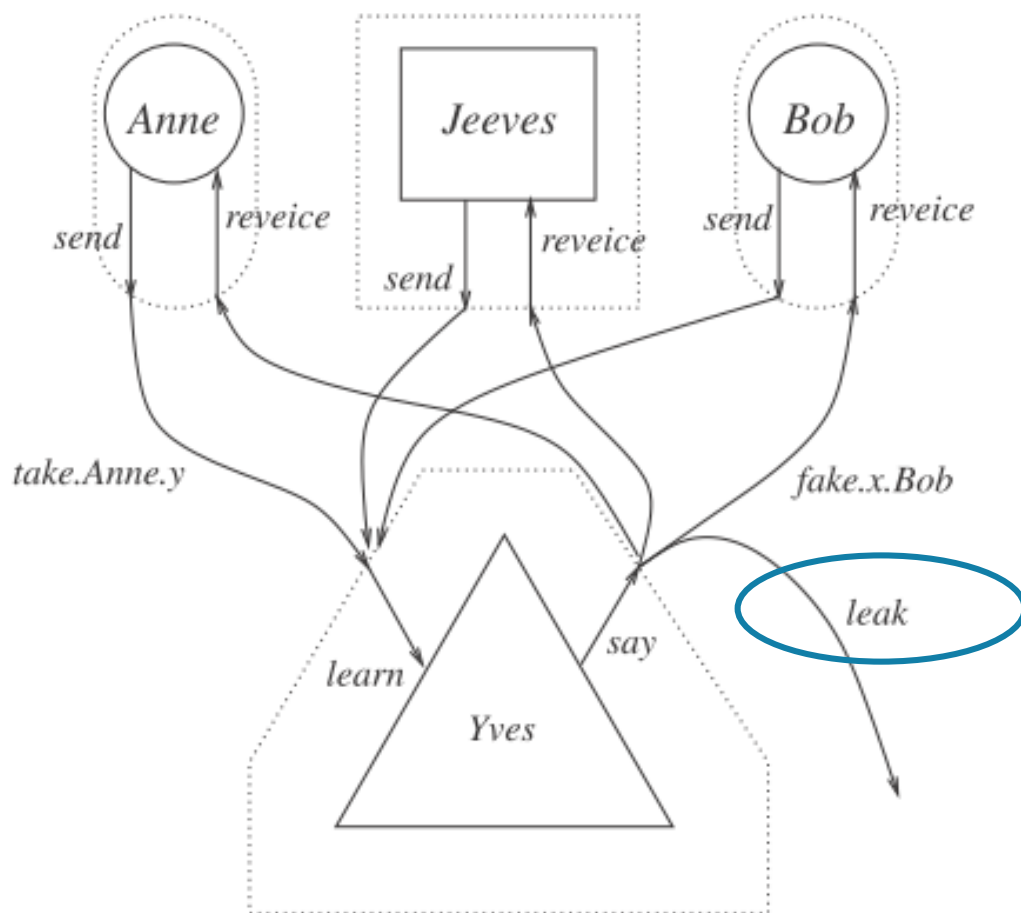 Anne
Jeeves
Bob
send
reveice
send
reveice
send
reveice
take.Anne.y
fake.x.Bob
leak
learn
say
Yves